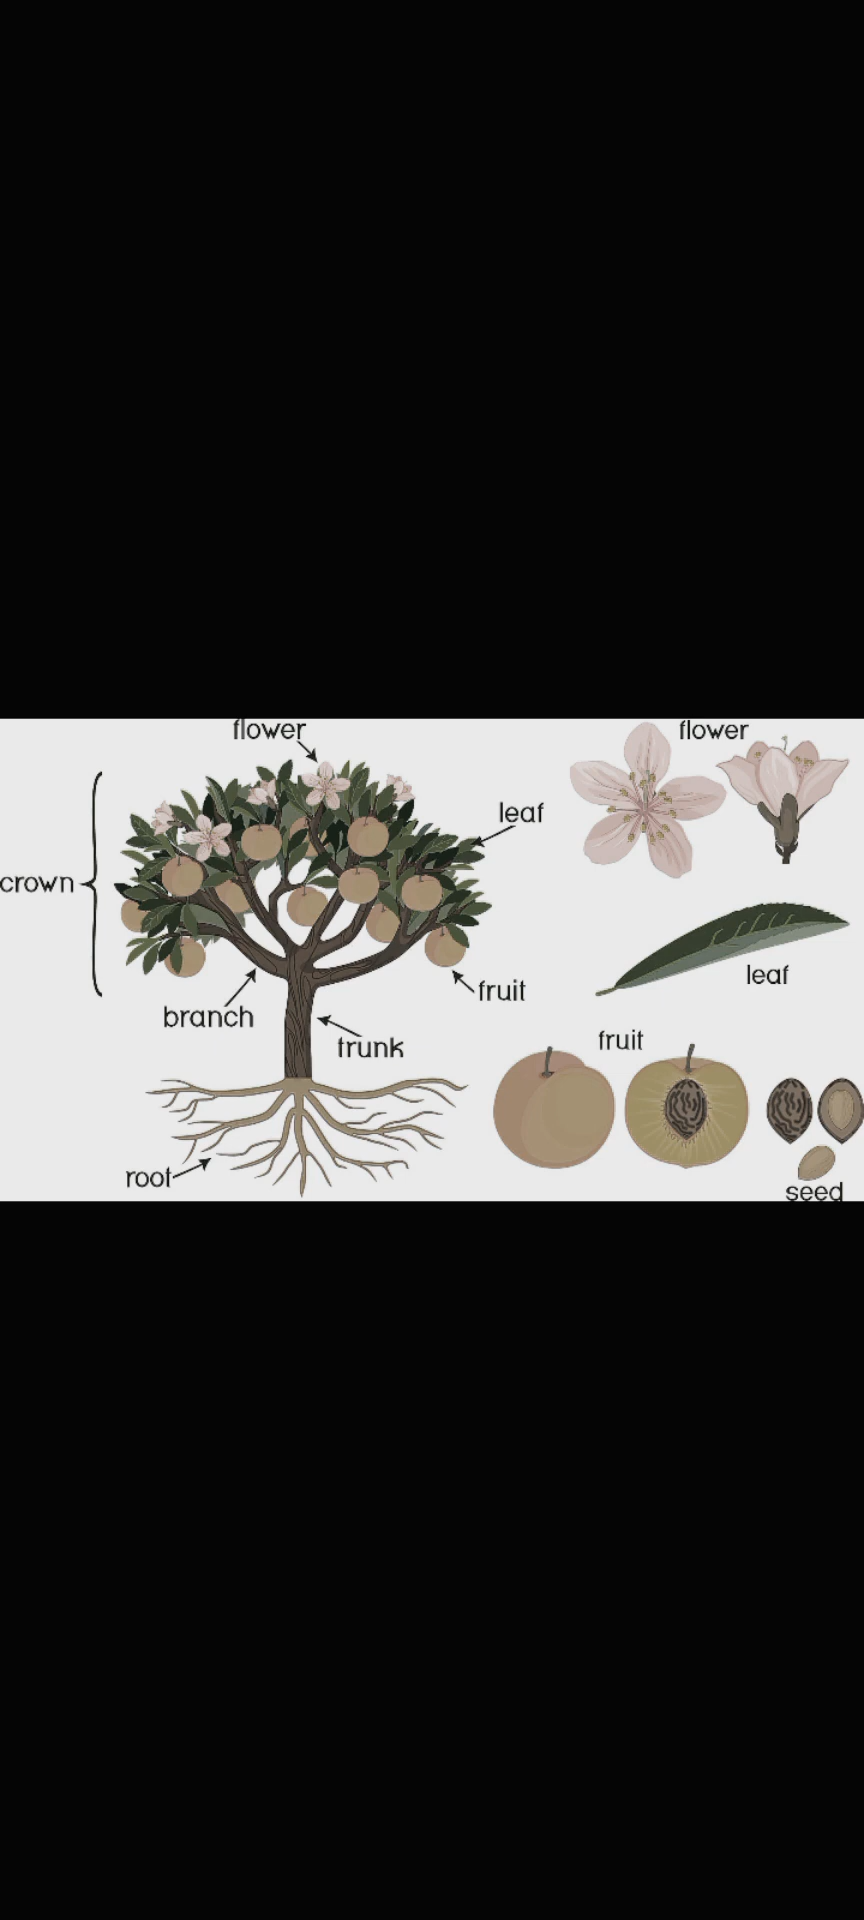 flower
leaf
crown
fruit
branch
trunk
root
flower
leaf
fruit
seed